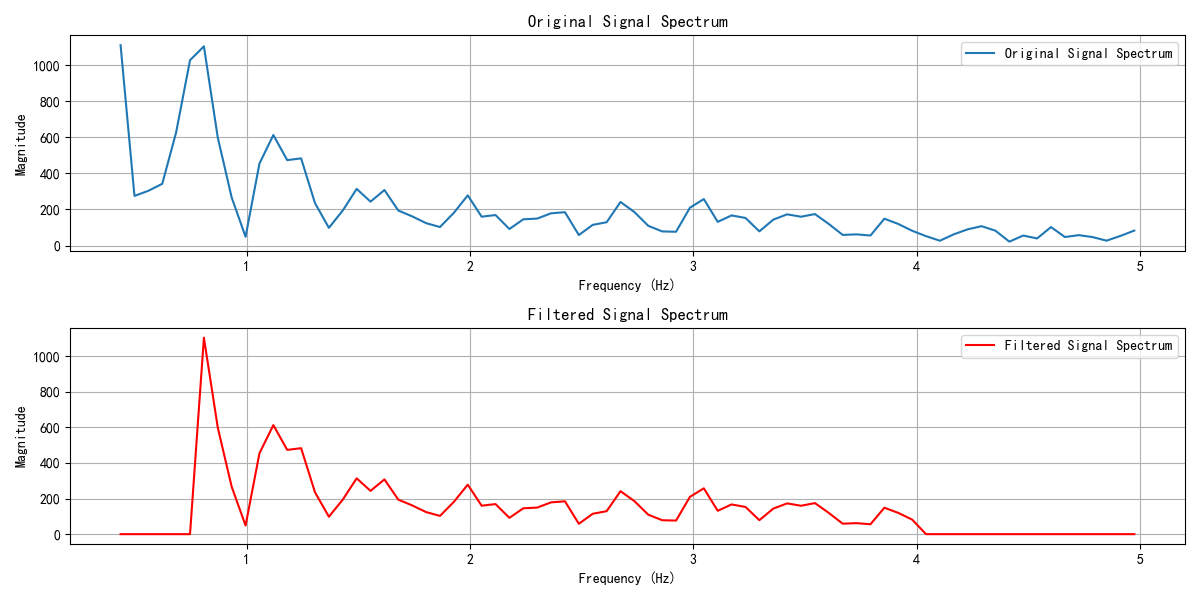 Original Signal Spectrum
Original Signal Spectrum
Magnitude
1000
800
600
400
200
0
1 2 3 4 5
Frequency (Hz)
Filtered Signal Spectrum
Filtered Signal Spectrum
Magnitude
1000
800
600
400
200
0
1 2 3 4 5
Frequency (Hz)